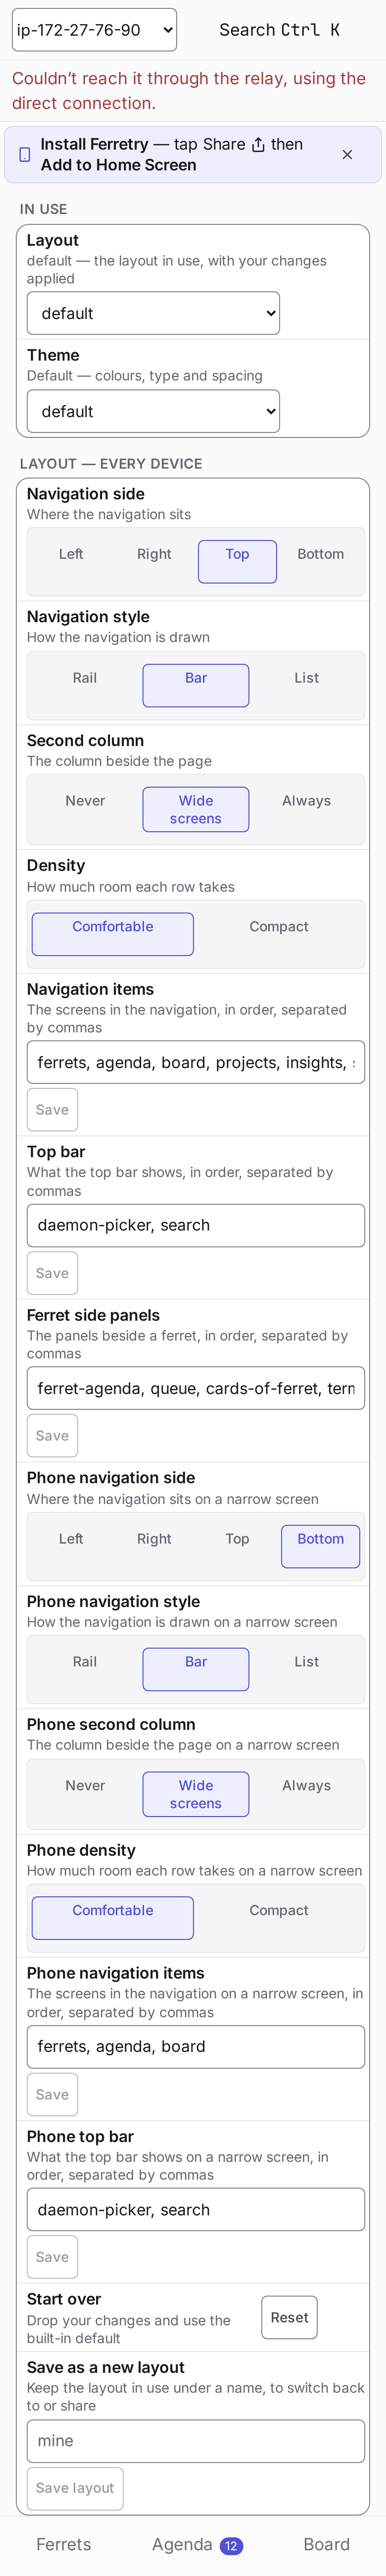 ip-172-27-76-90
Search Ctrl K
Couldn’t reach it through the relay, using the
direct connection.
Install Ferretry — tap Share then
Add to Home Screen
IN USE
Layout
default — the layout in use, with your changes
applied
default
Theme
Default — colours, type and spacing
default
LAYOUT — EVERY DEVICE
Navigation side
Where the navigation sits
Left Right Top Bottom
Navigation style
How the navigation is drawn
Rail Bar List
Second column
The column beside the page
Never Wide screens Always
Density
How much room each row takes
Comfortable Compact
Navigation items
The screens in the navigation, in order, separated
by commas
ferrets, agenda, board, projects, insights,
Save
Top bar
What the top bar shows, in order, separated by
commas
daemon-picker, search
Save
Ferret side panels
The panels beside a ferret, in order, separated by
commas
ferret-agenda, queue, cards-of-ferret,
Save
Phone navigation side
Where the navigation sits on a narrow screen
Left Right Top Bottom
Phone navigation style
How the navigation is drawn on a narrow screen
Rail Bar List
Phone second column
The column beside the page on a narrow screen
Never Wide screens Always
Phone density
How much room each row takes on a narrow screen
Comfortable Compact
Phone navigation items
The screens in the navigation on a narrow screen, in
order, separated by commas
ferrets, agenda, board
Save
Phone top bar
What the top bar shows on a narrow screen, in
order, separated by commas
daemon-picker, search
Save
Start over
Drop your changes and use the
built-in default
Reset
Save as a new layout
Keep the layout in use under a name, to switch back
to or share
mine
Save layout
Ferrets Agenda 12 Board